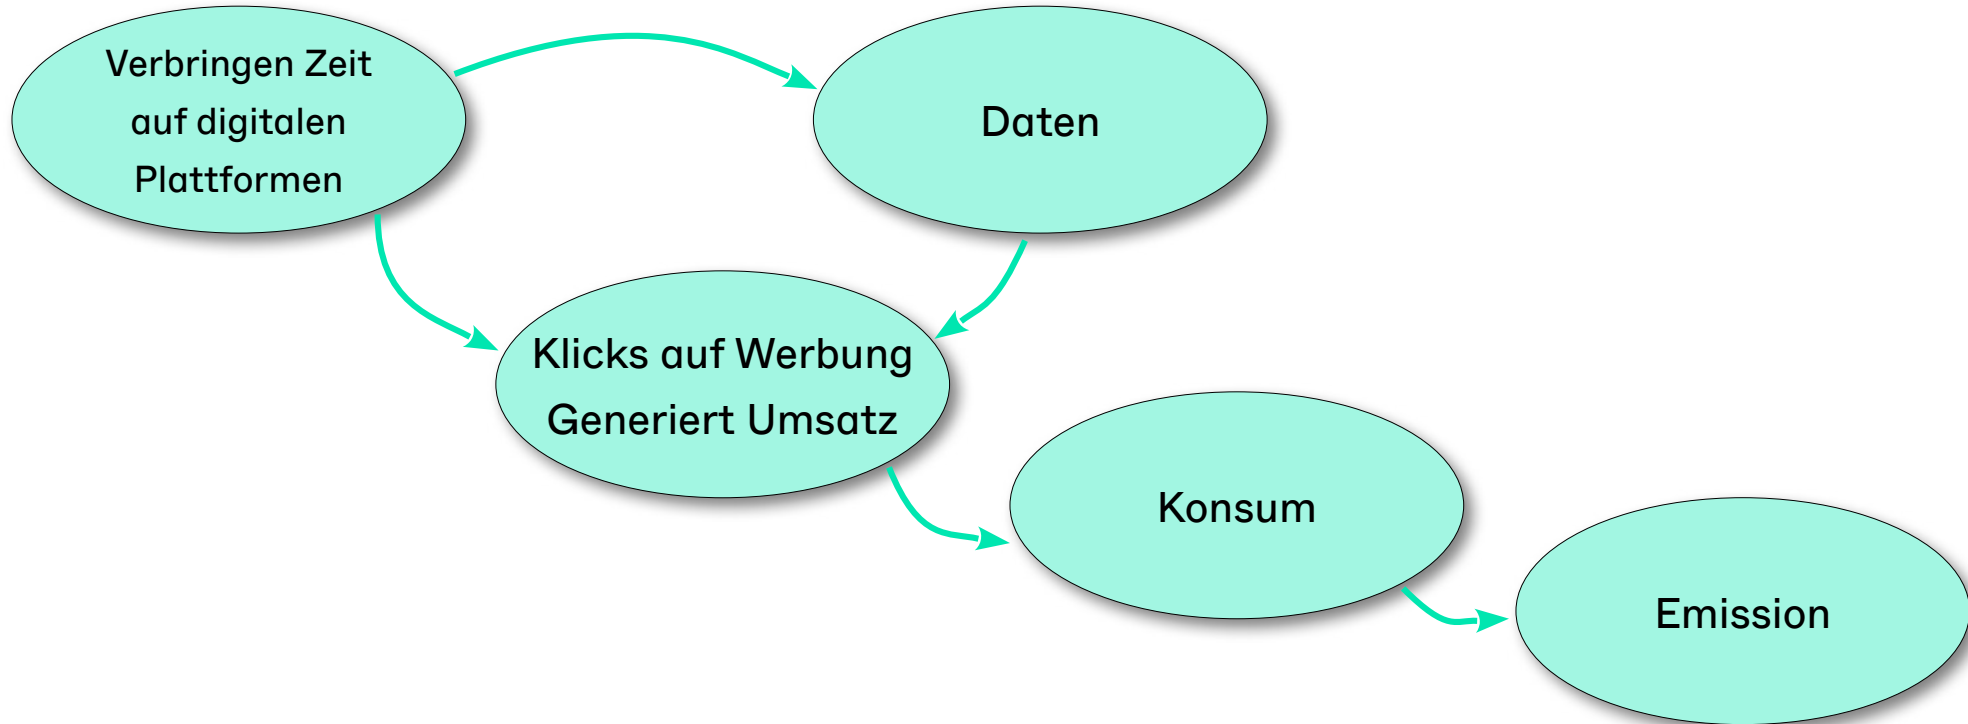 Verbringen Zeit
auf digitalen
Plattformen
Daten
Klicks auf Werbung
Generiert Umsatz
Konsum
Emission